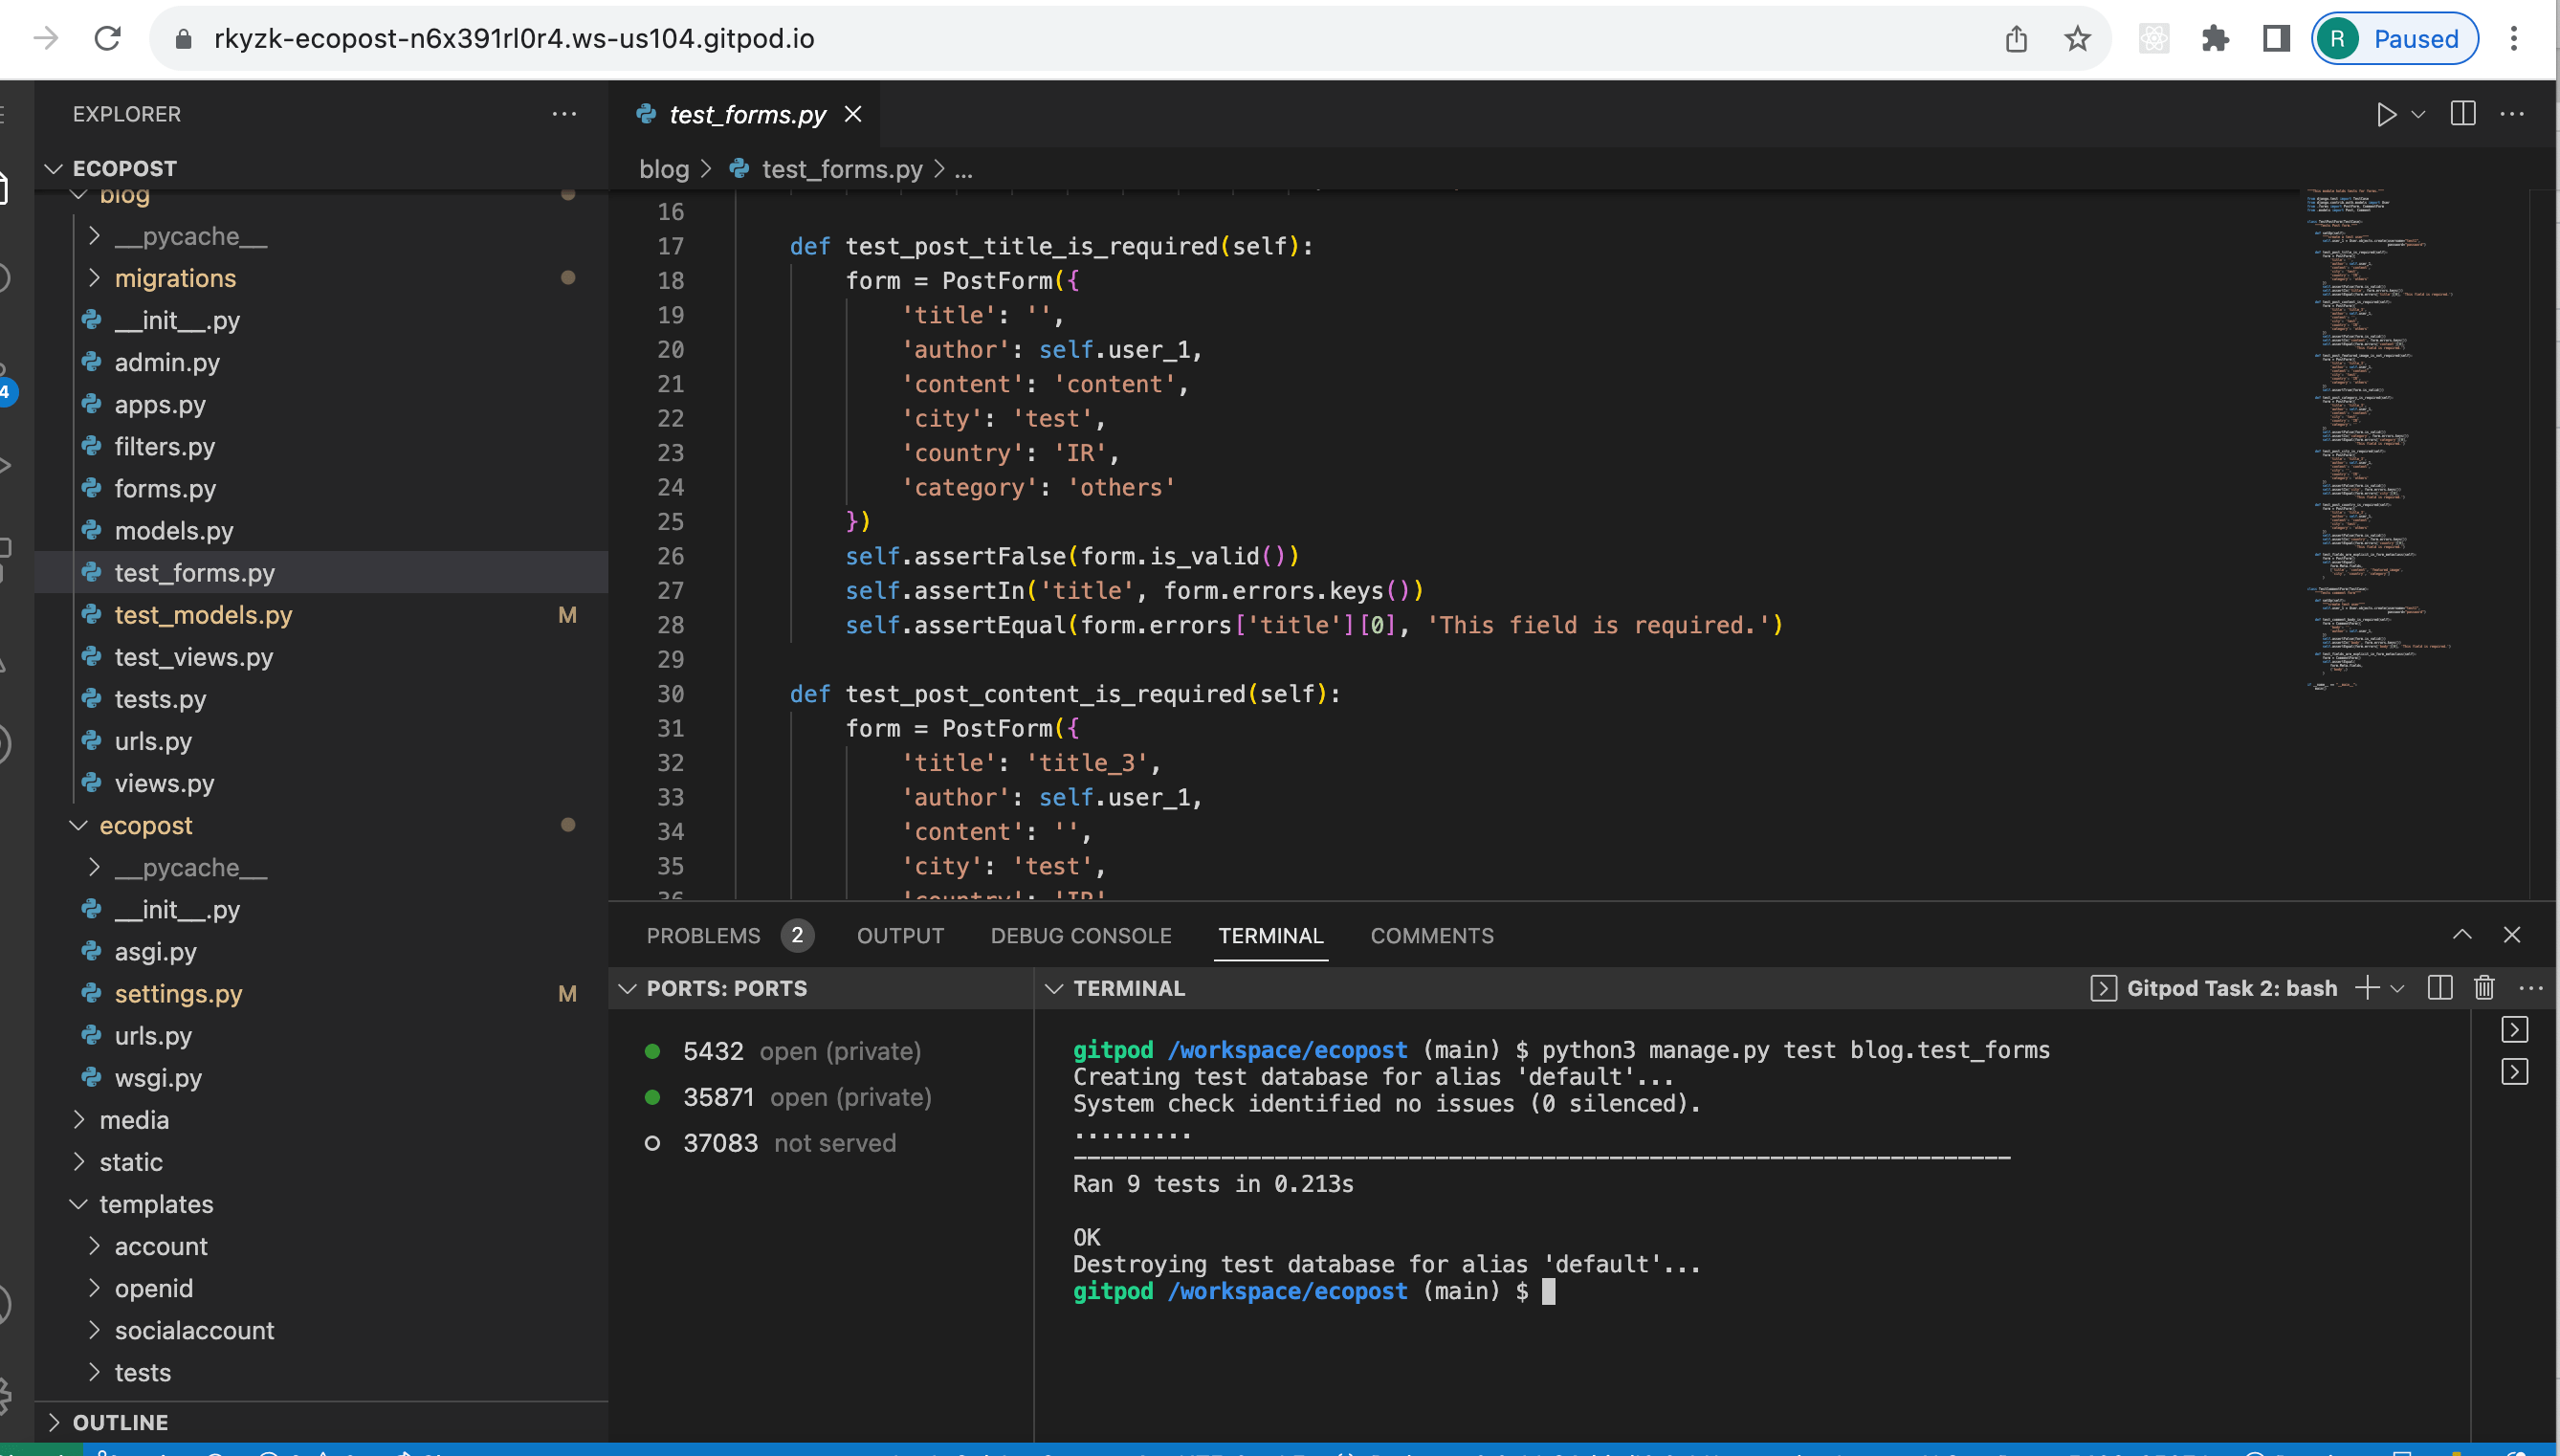 rkyzk-ecopost-n6x391rl0r4.ws-us104.gitpod.io
R Paused
EXPLORER
ECOPOST
blog
__pycache__
migrations
__init__.py
admin.py
apps.py
filters.py
forms.py
models.py
test_forms.py
test_models.py M
test_views.py
tests.py
urls.py
views.py
ecopost
__pycache__
__init__.py
asgi.py
settings.py M
urls.py
wsgi.py
media
static
templates
account
openid
socialaccount
tests
OUTLINE
4
test_forms.py
blog > test_forms.py > ...
16
17 def test_post_title_is_required(self):
18 form = PostForm({
19 'title': '',
20 'author': self.user_1,
21 'content': 'content',
22 'city': 'test',
23 'country': 'IR',
24 'category': 'others'
25 })
26 self.assertFalse(form.is_valid())
27 self.assertIn('title', form.errors.keys())
28 self.assertEqual(form.errors['title'][0], 'This field is required.')
29
30 def test_post_content_is_required(self):
31 form = PostForm({
32 'title': 'title_3',
33 'author': self.user_1,
34 'content': '',
35 'city': 'test',
36 'country': 'IR'
PROBLEMS 2 OUTPUT DEBUG CONSOLE TERMINAL COMMENTS
PORTS: PORTS
5432 open (private)
35871 open (private)
37083 not served
TERMINAL
Gitpod Task 2: bash
gitpod /workspace/ecopost (main) $ python3 manage.py test blog.test_forms
Creating test database for alias 'default'...
System check identified no issues (0 silenced).
.........
----------------------------------------------------------------------
Ran 9 tests in 0.213s
OK
Destroying test database for alias 'default'...
gitpod /workspace/ecopost (main) $